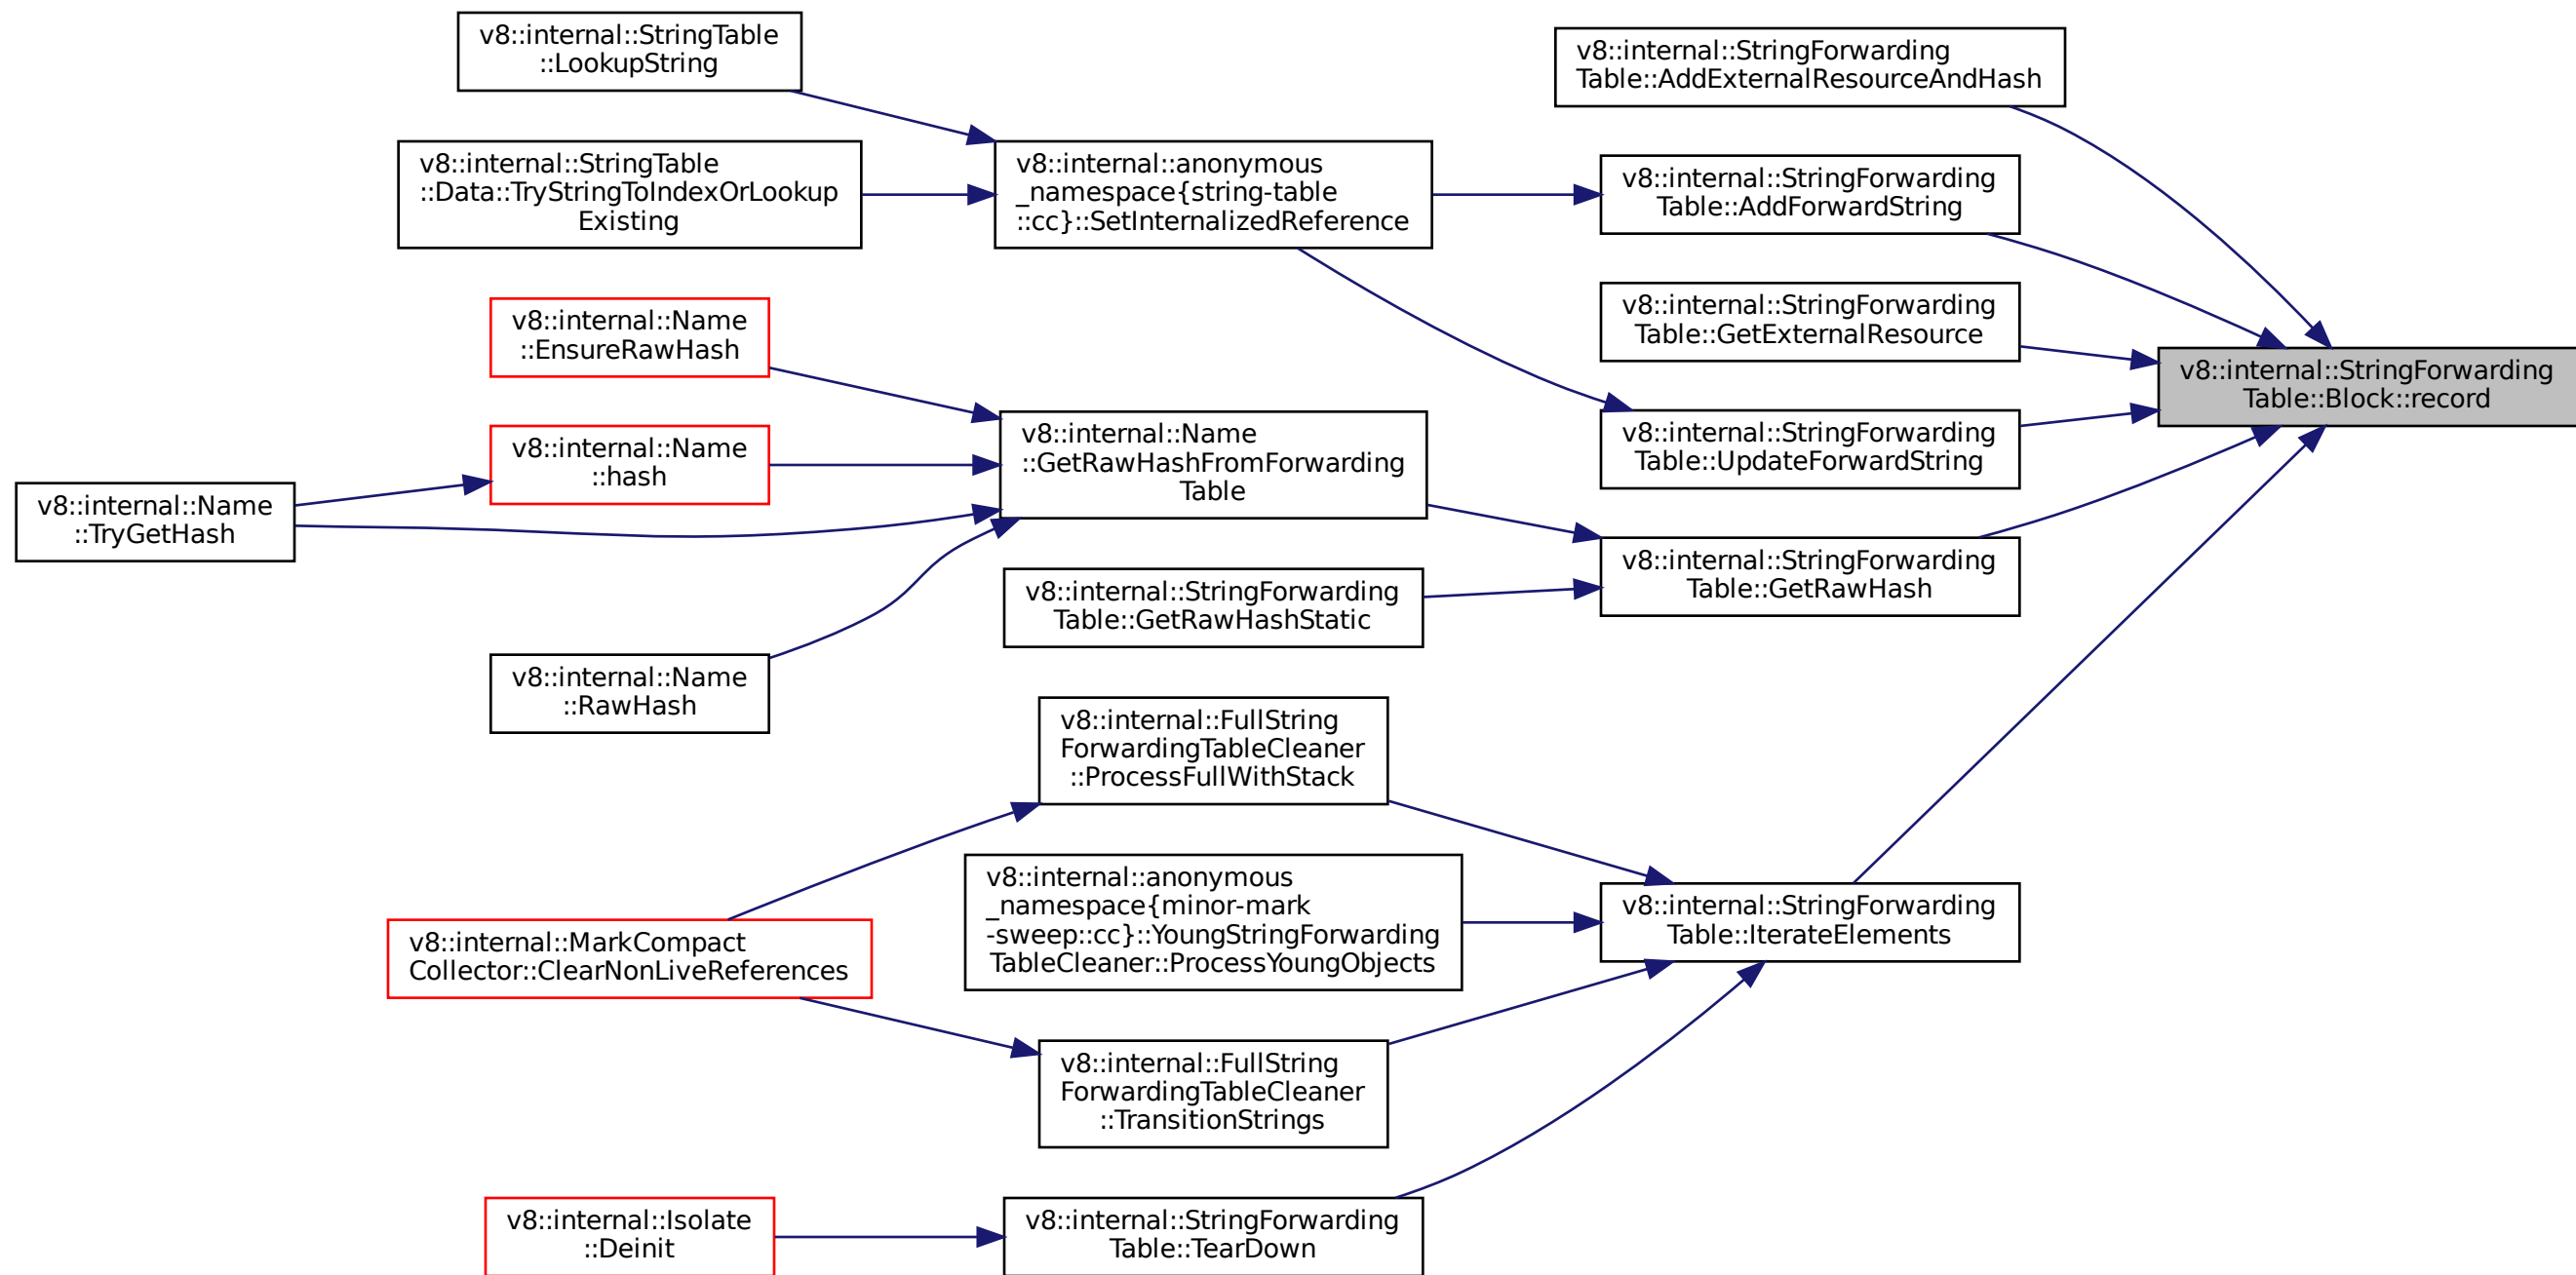 v8::internal::StringTable
::LookupString
v8::internal::StringForwarding
Table::AddExternalResourceAndHash
v8::internal::StringTable
::Data::TryStringToIndexOrLookup
Existing
v8::internal::anonymous
_namespace{string-table
::cc}::SetInternalizedReference
v8::internal::StringForwarding
Table::AddForwardString
v8::internal::Name
::EnsureRawHash
v8::internal::StringForwarding
Table::GetExternalResource
v8::internal::StringForwarding
Table::Block::record
v8::internal::Name
::hash
v8::internal::Name
::GetRawHashFromForwarding
Table
v8::internal::StringForwarding
Table::UpdateForwardString
v8::internal::Name
::TryGetHash
v8::internal::StringForwarding
Table::GetRawHashStatic
v8::internal::StringForwarding
Table::GetRawHash
v8::internal::Name
::RawHash
v8::internal::FullString
ForwardingTableCleaner
::ProcessFullWithStack
v8::internal::anonymous
_namespace{minor-mark
-sweep::cc}::YoungStringForwarding
TableCleaner::ProcessYoungObjects
v8::internal::StringForwarding
Table::IterateElements
v8::internal::MarkCompact
Collector::ClearNonLiveReferences
v8::internal::FullString
ForwardingTableCleaner
::TransitionStrings
v8::internal::Isolate
::Deinit
v8::internal::StringForwarding
Table::TearDown